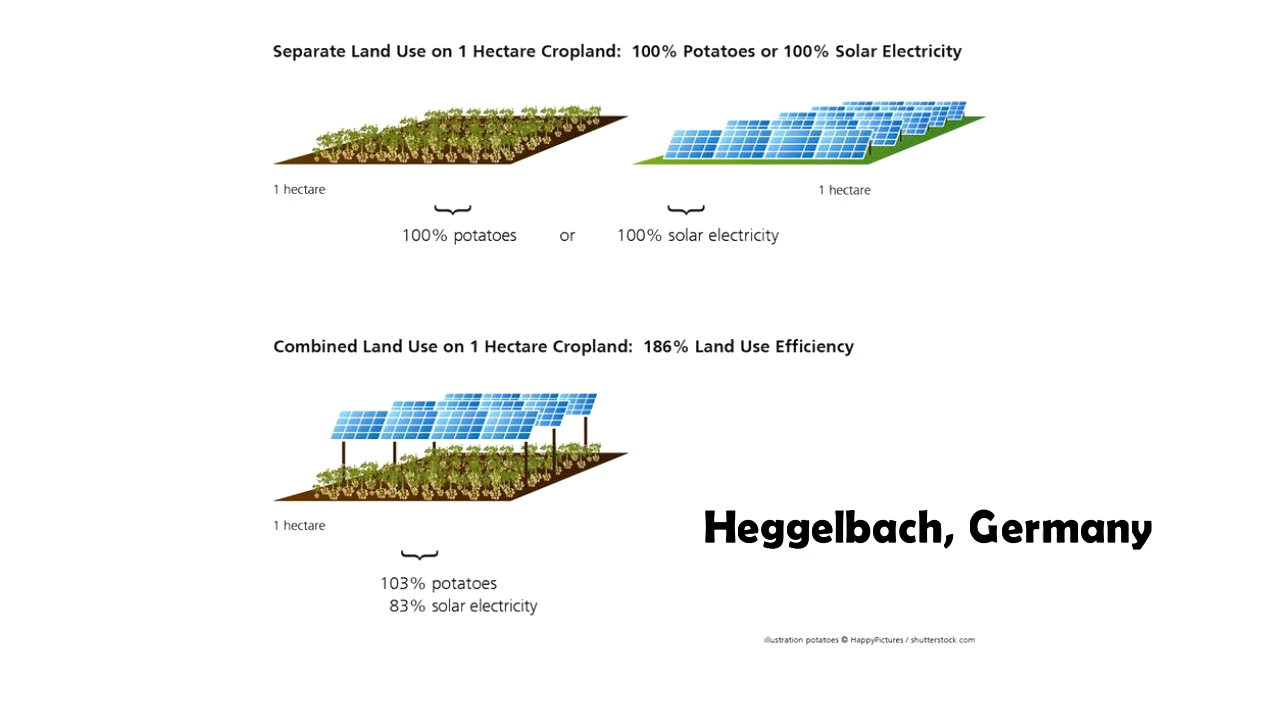 Separate Land Use on 1 Hectare Cropland: 100% Potatoes or 100% Solar Electricity
1 hectare
1 hectare
100% potatoes or 100% solar electricity
Combined Land Use on 1 Hectare Cropland: 186% Land Use Efficiency
1 hectare
Heggelbach, Germany
103% potatoes
83% solar electricity
illustration potatoes © HappyPictures / shutterstock.com